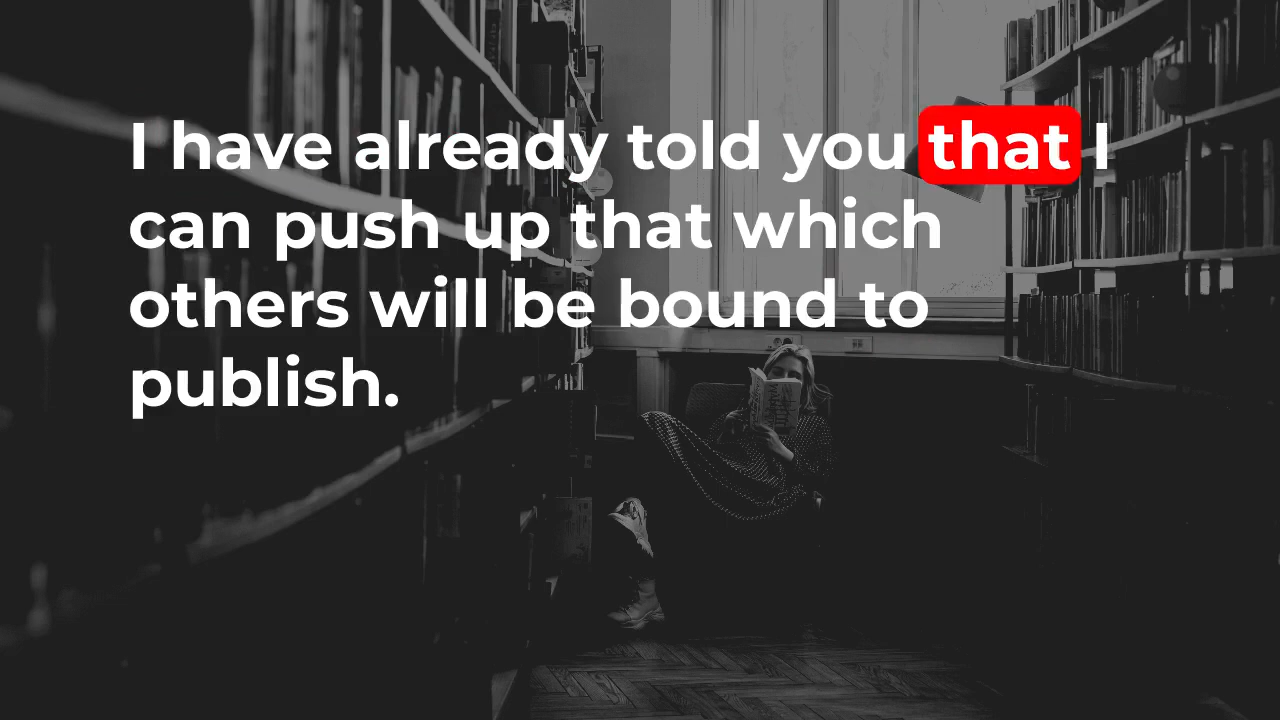 I have already told you that I
can push up that which
others will be bound to
publish.